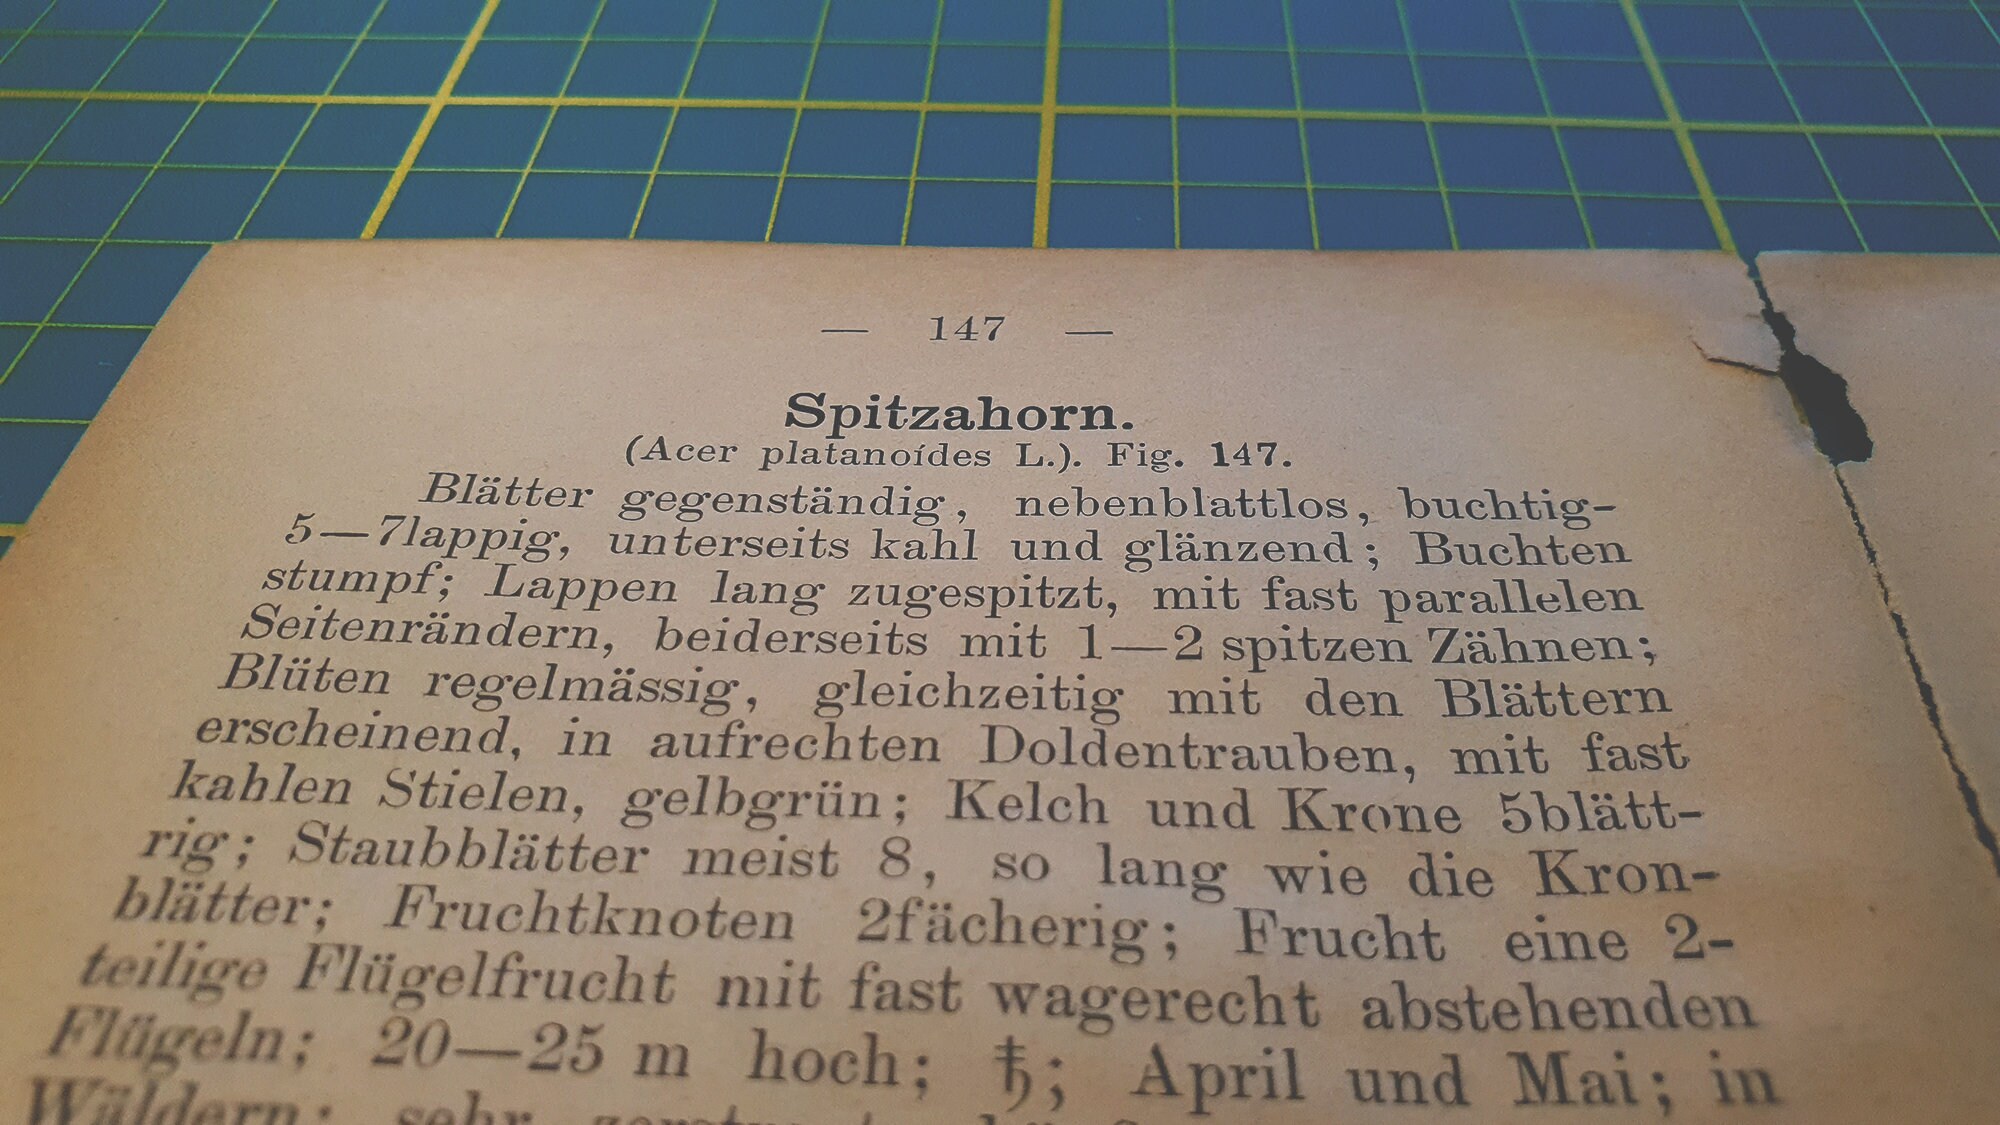 — 147 —
Spitzahorn.
(Acer platanoídes L.). Fig. 147.
Blätter gegenständig, nebenblattlos, buchtig-
5—7lappig, unterseits kahl und glänzend; Buchten
stumpf; Lappen lang zugespitzt, mit fast parallelen
Seitenrändern, beiderseits mit 1—2 spitzen Zähnen;
Blüten regelmässig, gleichzeitig mit den Blättern
erscheinend, in aufrechten Doldentrauben, mit fast
kahlen Stielen, gelbgrün; Kelch und Krone 5blätt-
rig; Staubblätter meist 8, so lang wie die Kron-
blätter; Fruchtknoten 2fächerig; Frucht eine 2-
teilige Flügelfrucht mit fast wagerecht abstehenden
Flügeln; 20—25 m hoch; ♄; April und Mai; in
Wäldern; sehr